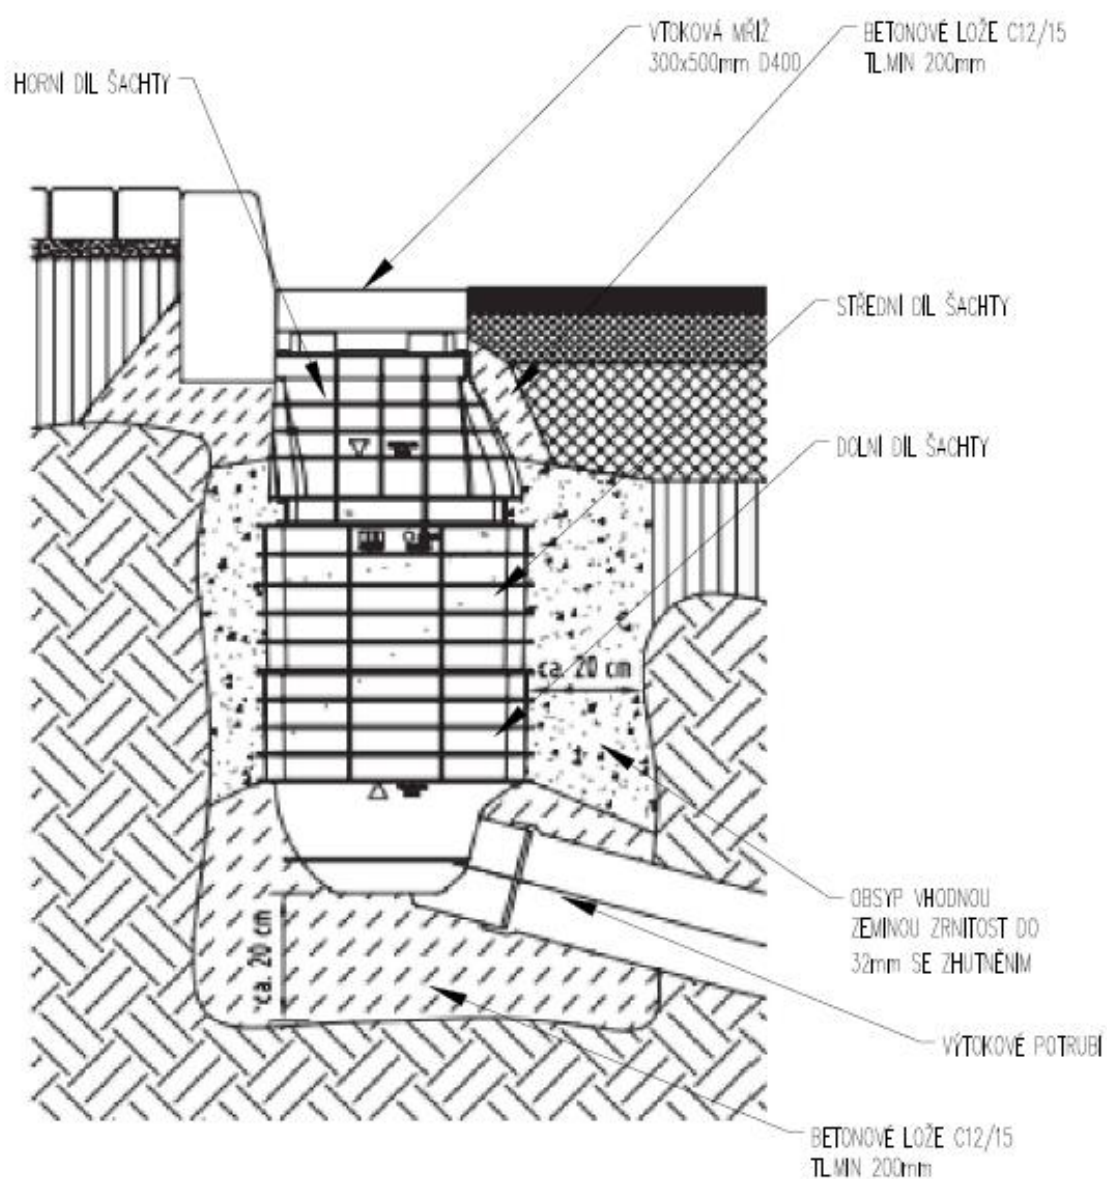 VTOKOVÁ MŘÍŽ
300x500mm D400
BETONOVÉ LOŽE C12/15
TL.MIN 200mm
HORNÍ DÍL ŠACHTY
STŘEDNÍ DÍL ŠACHTY
DOLNÍ DÍL ŠACHTY
ca. 20 cm
ca. 20 cm
OBSYP VHODNOU
ZEMINOU ZRNITOST DO
32mm SE ZHUTNĚNÍM
VÝTOKOVÉ POTRUBÍ
BETONOVÉ LOŽE C12/15
TL.MIN 200mm